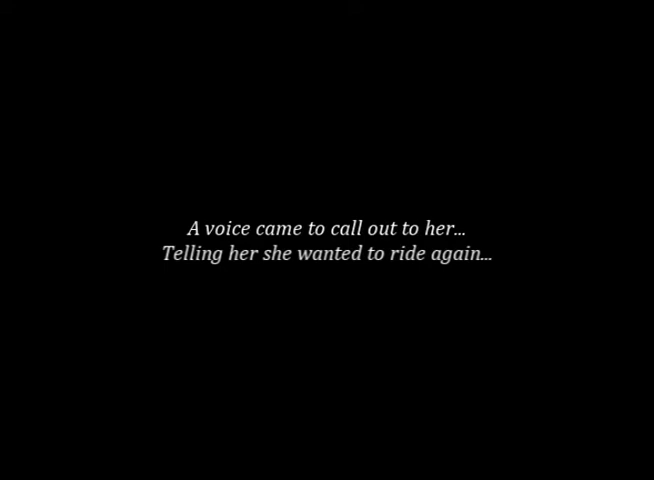 A voice came to call out to her...
Telling her she wanted to ride again...